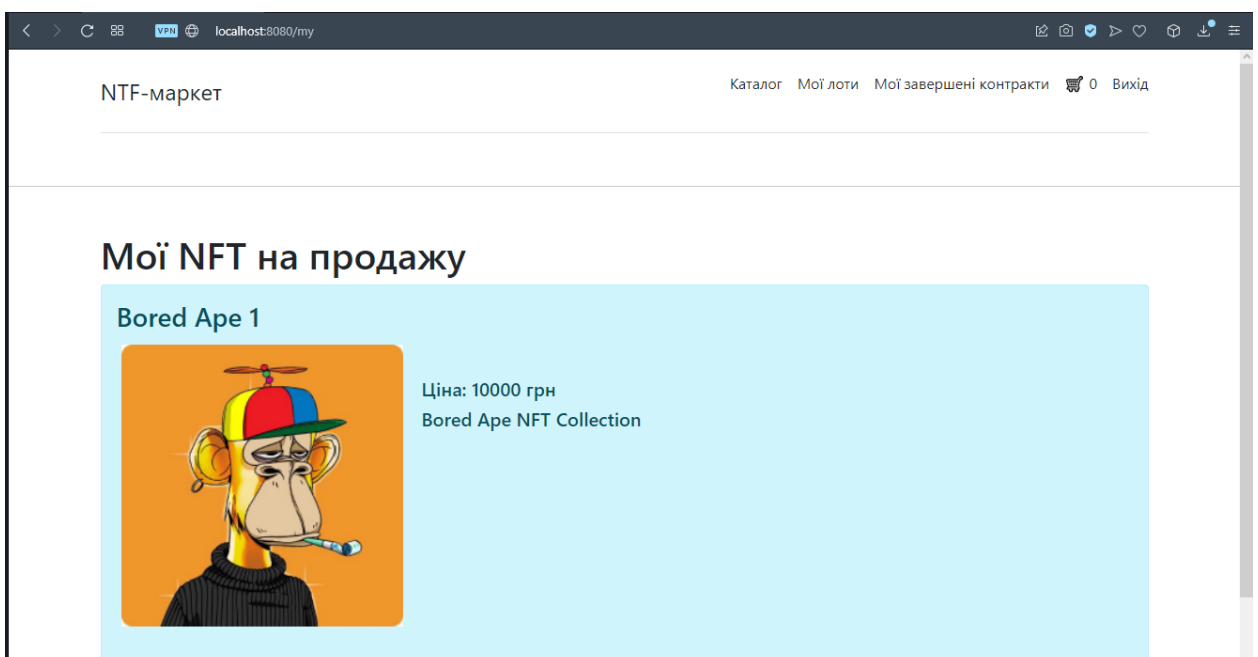 VPN localhost:8080/my
NTF-маркет
Каталог Мої лоти Мої завершені контракти 0 Вихід
Мої NFT на продажу
Bored Ape 1
Ціна: 10000 грн
Bored Ape NFT Collection